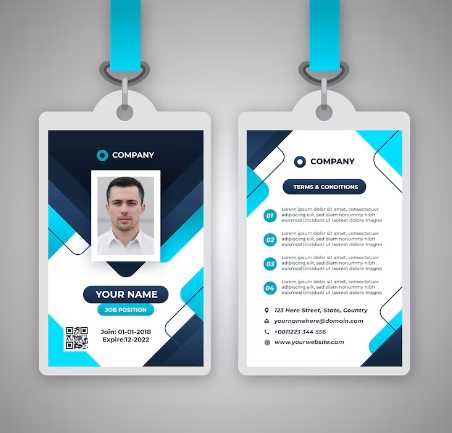 COMPANY
YOUR NAME
JOB POSITION
Join: 01-01-2018
Expire:12-2022
COMPANY
TERMS & CONDITIONS
01
Lorem ipsum dolor sit amet, consectetuer
adipiscing elit, sed diam nonummy nibh
euismod tincidunt ut laoreet dolore magna
02
Lorem ipsum dolor sit amet, consectetuer
adipiscing elit, sed diam nonummy nibh
euismod tincidunt ut laoreet dolore magna
03
Lorem ipsum dolor sit amet, consectetuer
adipiscing elit, sed diam nonummy nibh
euismod tincidunt ut laoreet dolore magna
04
Lorem ipsum dolor sit amet, consectetuer
adipiscing elit, sed diam nonummy nibh
euismod tincidunt ut laoreet dolore magna
123 Here Street, State, Country
yournamehere@domain.com
+0011223 344 556
www.yourwebsite.com